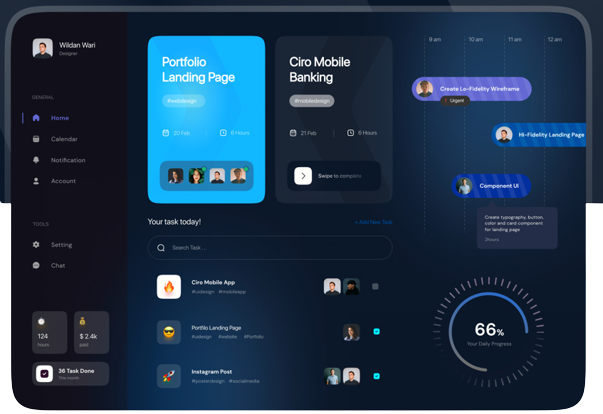 Wildan Wari
Designer
GENERAL
Home
Calendar
Notification
Account
TOOLS
Setting
Chat
124
hours
$ 2.4k
paid
36 Task Done
This month
Portfolio
Landing Page
#webdesign
20 Feb
6 Hours
Ciro Mobile
Banking
#mobiledesign
21 Feb
6 Hours
Swipe to complete
Your task today!
+ Add New Task
Search Task...
Ciro Mobile App
#uidesign #mobileapp
Portfilo Landing Page
#uidesign #website #Portfolio
Instagram Post
#posterdesign #socialmedia
9 am
10 am
11 am
12 am
Create Lo-Fidelity Wireframe
Urgent
Hi-Fidelity Landing Page
Component UI
Create typography, button,
color and card component
for landing page
2hours
66%
Your Daily Progress